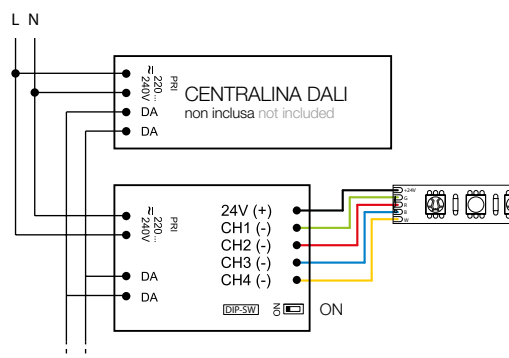 L N
≈ 220... 240V
PRI
DA
DA
CENTRALINA DALI
non inclusa not included
≈ 220... 240V
PRI
DA
DA
24V (+)
CH1 (-)
CH2 (-)
CH3 (-)
CH4 (-)
DIP-SW
ON
ON
+24V
G
R
B
W